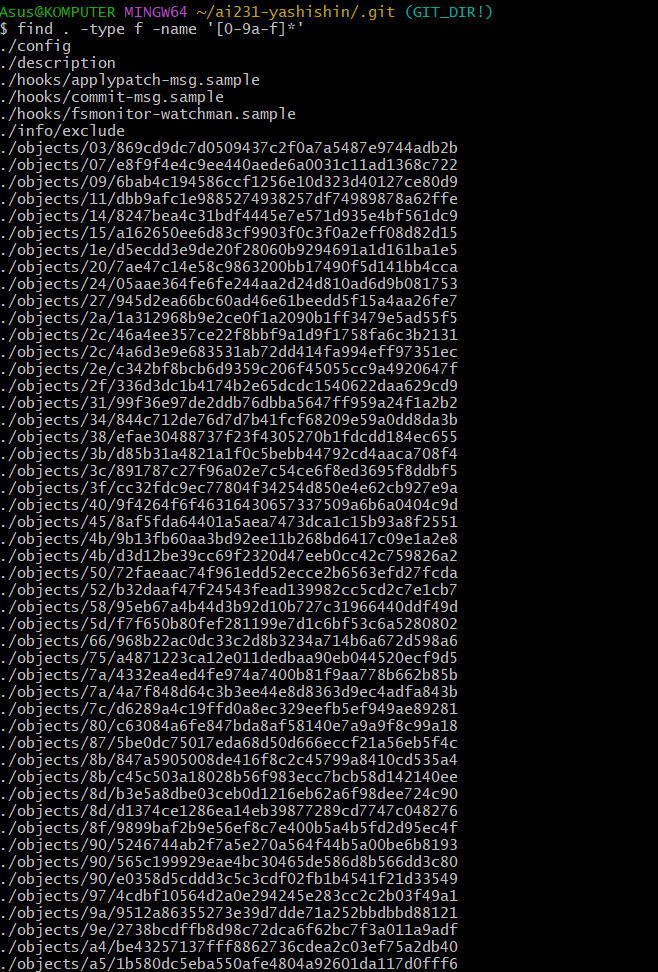 Asus@KOMPUTER MINGW64 ~/ai231-yashishin/.git (GIT_DIR!)
$ find . -type f -name '[0-9a-f]*'
./config
./description
./hooks/applypatch-msg.sample
./hooks/commit-msg.sample
./hooks/fsmonitor-watchman.sample
./info/exclude
./objects/03/869cd9dc7d0509437c2f0a7a5487e9744adb2b
./objects/07/e8f9f4e4c9ee440aede6a0031c11ad1368c722
./objects/09/6bab4c194586ccf1256e10d323d40127ce80d9
./objects/11/dbb9afc1e9885274938257df74989878a62ffe
./objects/14/8247bea4c31bdf4445e7e571d935e4bf561dc9
./objects/15/a162650ee6d83cf9903f0c3f0a2eff08d82d15
./objects/1e/d5ecdd3e9de20f28060b9294691a1d161ba1e5
./objects/20/7ae47c14e58c9863200bb17490f5d141bb4cca
./objects/24/05aae364fe6fe244aa2d24d810ad6d9b081753
./objects/27/945d2ea66bc60ad46e61beedd5f15a4aa26fe7
./objects/2a/1a312968b9e2ce0f1a2090b1ff3479e5ad55f5
./objects/2c/46a4ee357ce22f8bbf9a1d9f1758fa6c3b2131
./objects/2c/4a6d3e9e683531ab72dd414fa994eff97351ec
./objects/2e/c342bf8bcb6d9359c206f45055cc9a4920647f
./objects/2f/336d3dc1b4174b2e65dcdc1540622daa629cd9
./objects/31/99f36e97de2ddb76dbba5647ff959a24f1a2b2
./objects/34/844c712de76d7d7b41fcf68209e59a0dd8da3b
./objects/38/efae30488737f23f4305270b1fdcdd184ec655
./objects/3b/d85b31a4821a1f0c5bebb44792cd4aaca708f4
./objects/3c/891787c27f96a02e7c54ce6f8ed3695f8ddbf5
./objects/3f/cc32fdc9ec77804f34254d850e4e62cb927e9a
./objects/40/9f4264f6f46316430657337509a6b6a0404c9d
./objects/45/8af5fda64401a5aea7473dca1c15b93a8f2551
./objects/4b/9b13fb60aa3bd92ee11b268bd6417c09e1a2e8
./objects/4b/d3d12be39cc69f2320d47eeb0cc42c759826a2
./objects/50/72faeaac74f961edd52ecce2b6563efd27fcda
./objects/52/b32daaf47f24543fead139982cc5cd2c7e1cb7
./objects/58/95eb67a4b44d3b92d10b727c31966440ddf49d
./objects/5d/f7f650b80fef281199e7d1c6bf53c6a5280802
./objects/66/968b22ac0dc33c2d8b3234a714b6a672d598a6
./objects/75/a4871223ca12e011dedbaa90eb044520ecf9d5
./objects/7a/4332ea4ed4fe974a7400b81f9aa778b662b85b
./objects/7a/4a7f848d64c3b3ee44e8d8363d9ec4adfa843b
./objects/7c/d6289a4c19ffd0a8ec329eefb5ef949ae89281
./objects/80/c63084a6fe847bda8af58140e7a9a9f8c99a18
./objects/87/5be0dc75017eda68d50d666eccf21a56eb5f4c
./objects/8b/847a5905008de416f8c2c45799a8410cd535a4
./objects/8b/c45c503a18028b56f983ecc7bcb58d142140ee
./objects/8d/b3e5a8dbe03ceb0d1216eb62a6f98dee724c90
./objects/8d/d1374ce1286ea14eb39877289cd7747c048276
./objects/8f/9899baf2b9e56ef8c7e400b5a4b5fd2d95ec4f
./objects/90/5246744ab2f7a5e270a564f44b5a00be6b8193
./objects/90/565c199929eae4bc30465de586d8b566dd3c80
./objects/90/e0358d5cddd3c5c3cdf02fb1b4541f21d33549
./objects/97/4cdbf10564d2a0e294245e283cc2c2b03f49a1
./objects/9a/9512a86355273e39d7dde71a252bbdbbd88121
./objects/9e/2738bcdffb8d98c72dca6f62bc7f3a011a9adf
./objects/a4/be43257137fff8862736cdea2c03ef75a2db40
./objects/a5/1b580dc5eba550afe4804a92601da117d0fff6